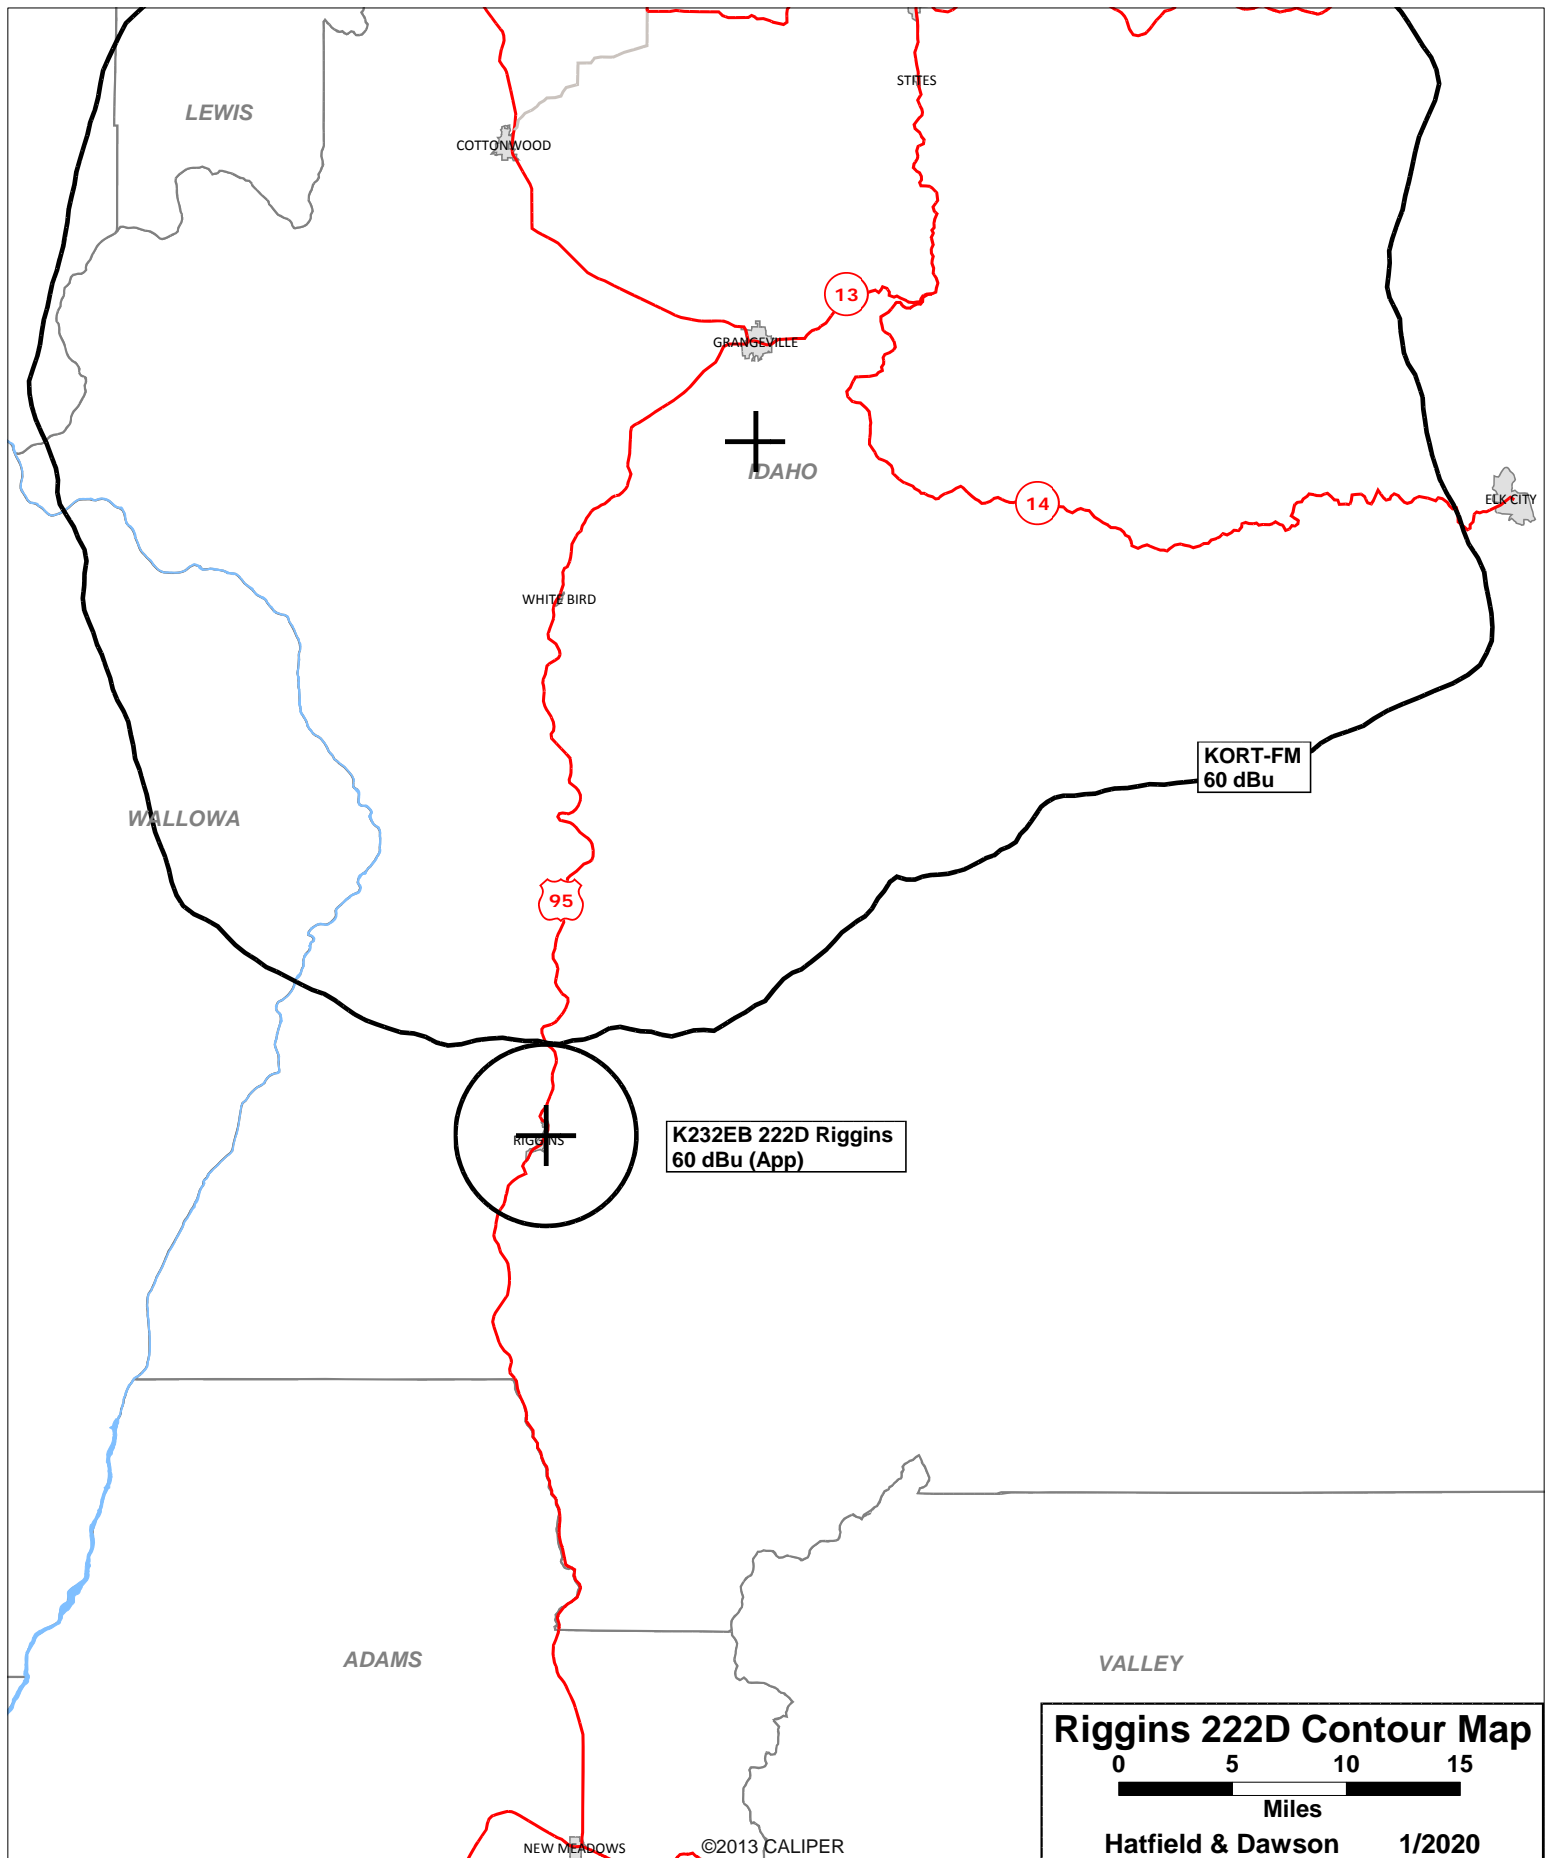 STITES
LEWIS
COTTONWOOD
13
GRANGEVILLE
IDAHO
14
ELK CITY
WHITE BIRD
KORT-FM
60 dBu
WALLOWA
95
K232EB 222D Riggins
60 dBu (App)
RIGGINS
ADAMS
VALLEY
Riggins 222D Contour Map
0 5 10 15
Miles
Hatfield & Dawson 1/2020
NEW MEADOWS
©2013 CALIPER